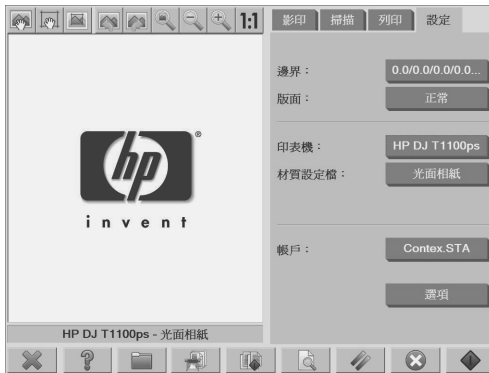 1:1
影印 掃描 列印 設定
邊界： 0.0/0.0/0.0/0.0...
版面： 正常
印表機： HP DJ T1100ps
材質設定檔： 光面相紙
帳戶： Contex.STA
選項
hp®
invent
HP DJ T1100ps - 光面相紙